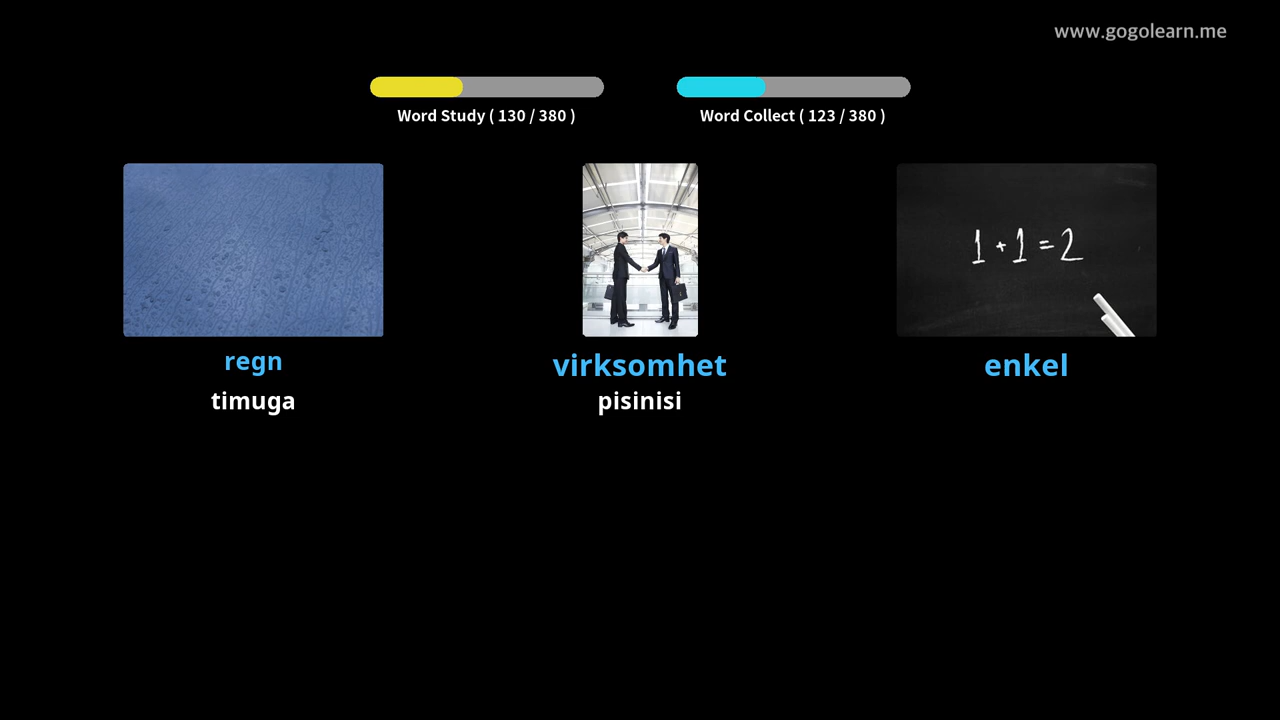 www.gogolearn.me
Word Study ( 130 / 380 )
Word Collect ( 123 / 380 )
1 + 1 = 2
regn
virksomhet
enkel
timuga
pisinisi